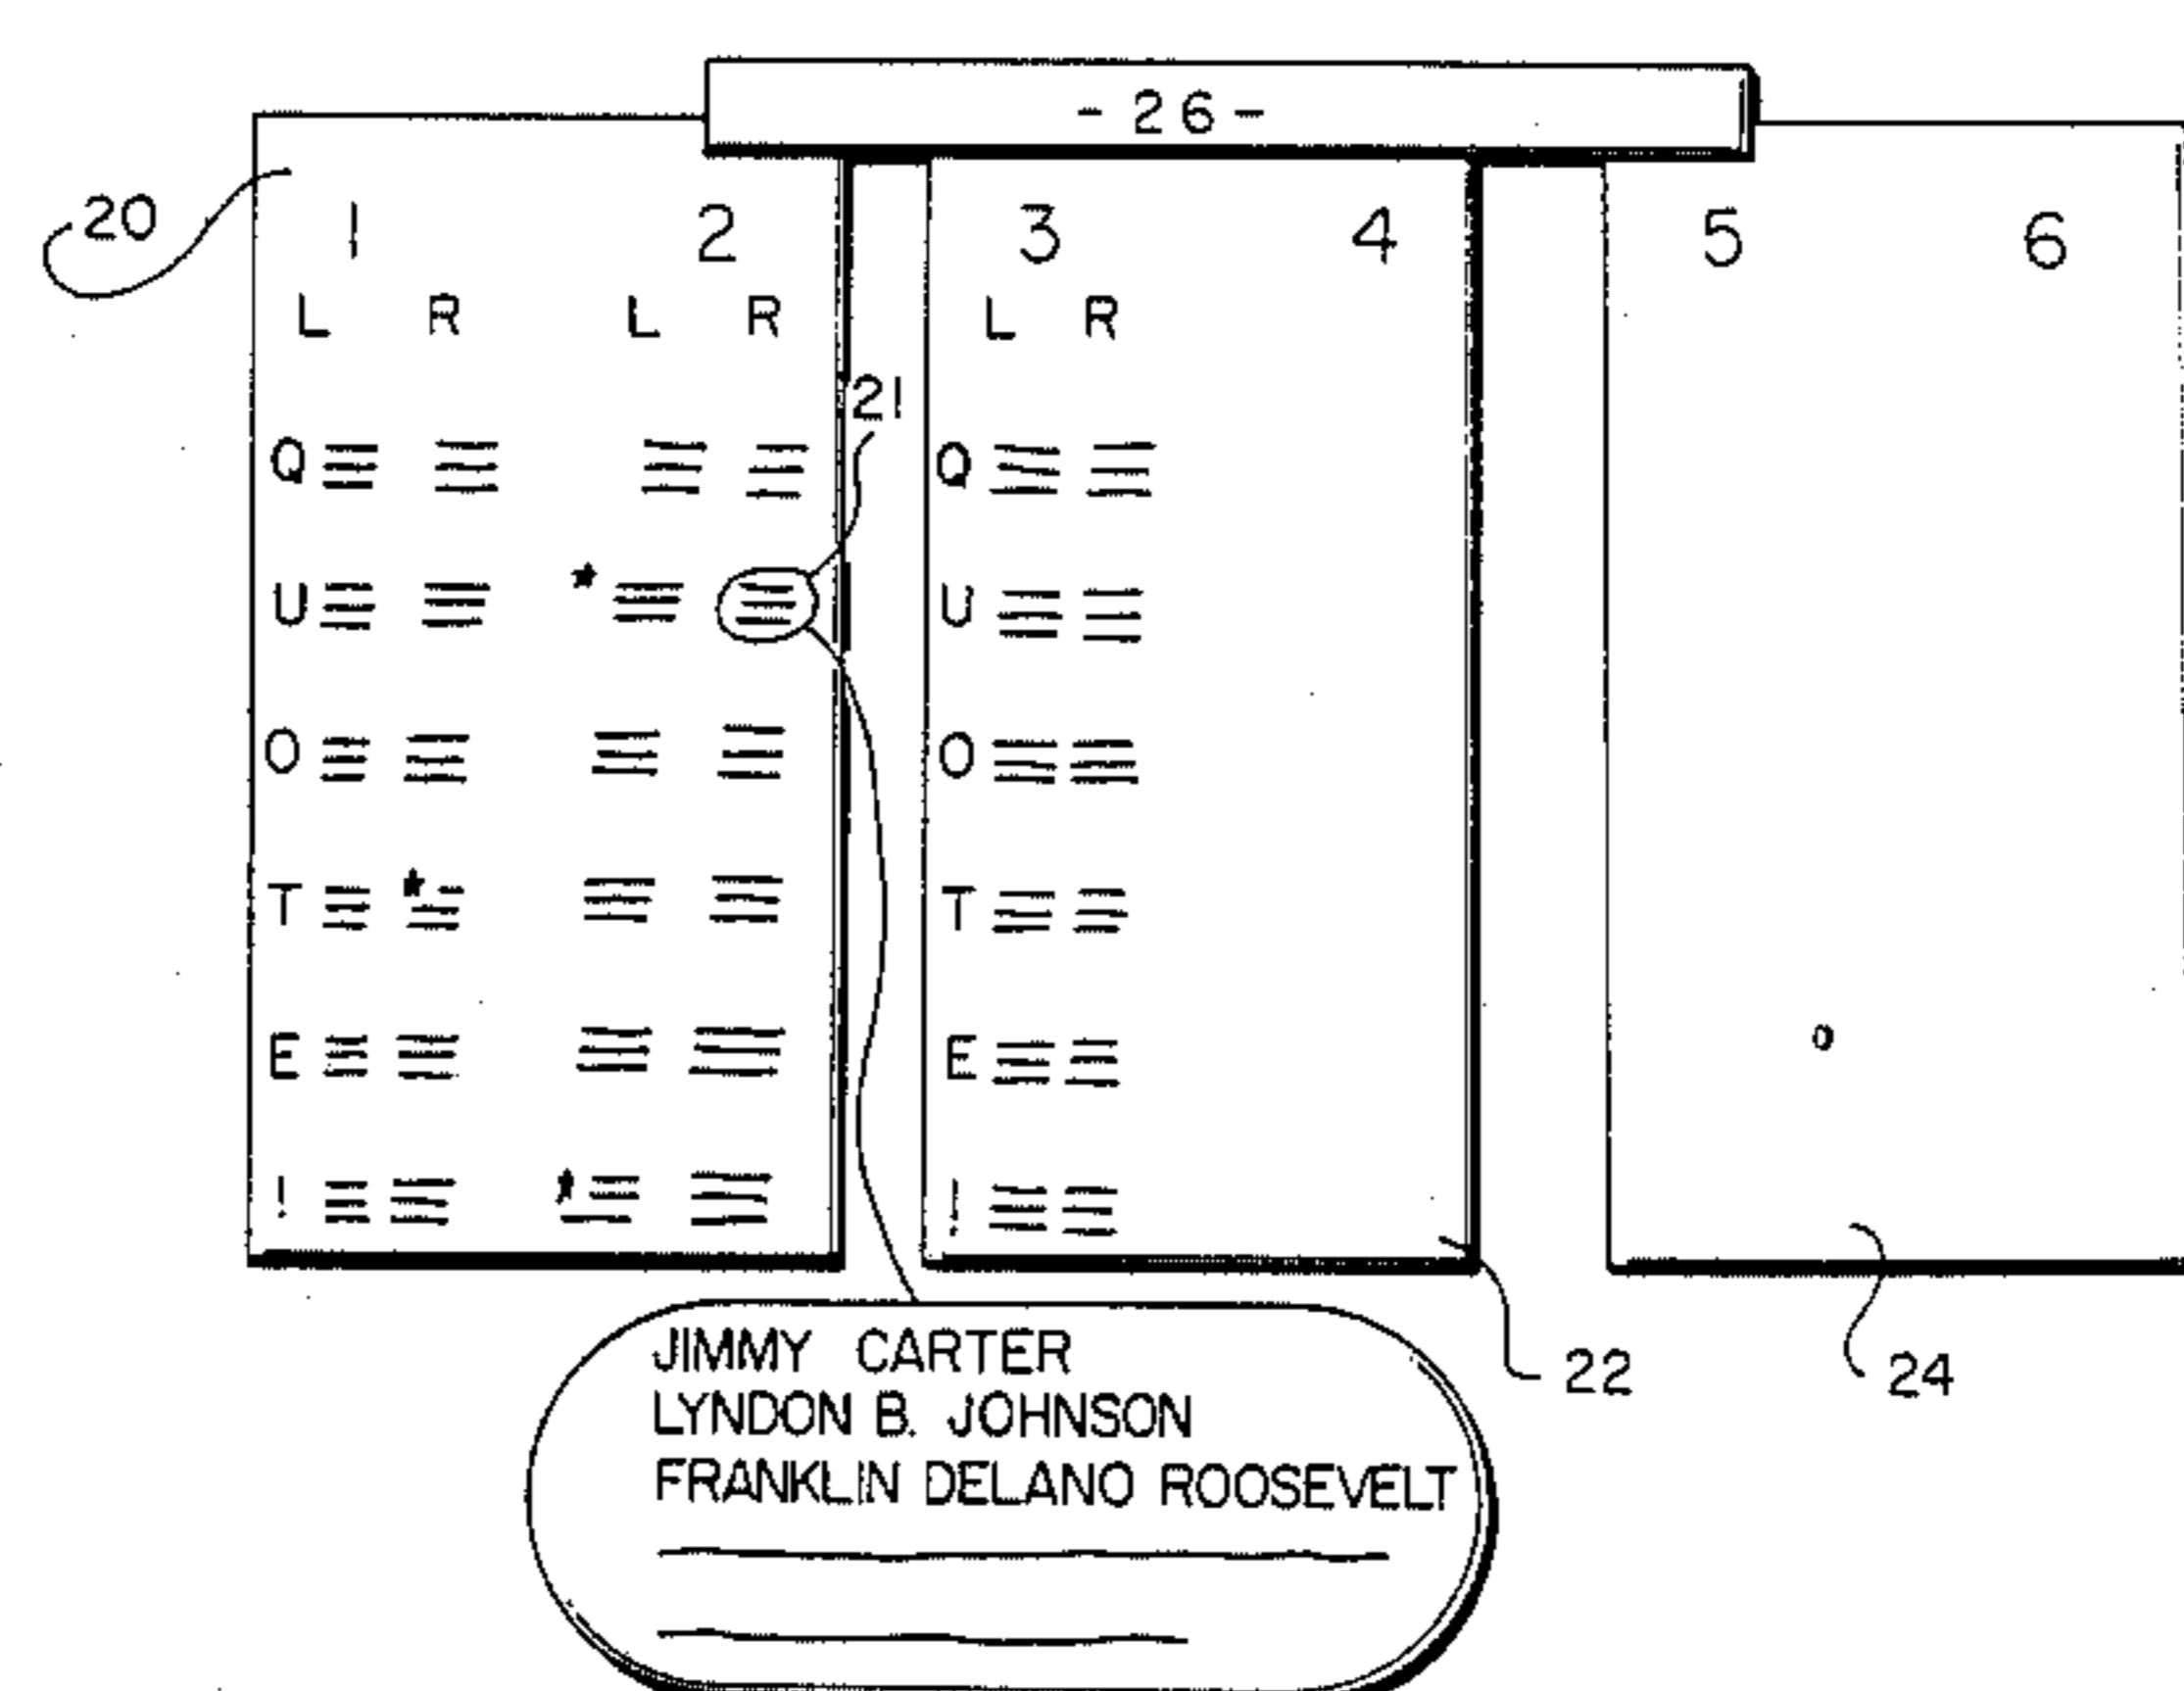 - 26 -
20
1 2 3 4 5 6
L R L R L R
21
Q Q
U * U
O O
T * T
E E
! * !
22
24
JIMMY CARTER
LYNDON B. JOHNSON
FRANKLIN DELANO ROOSEVELT